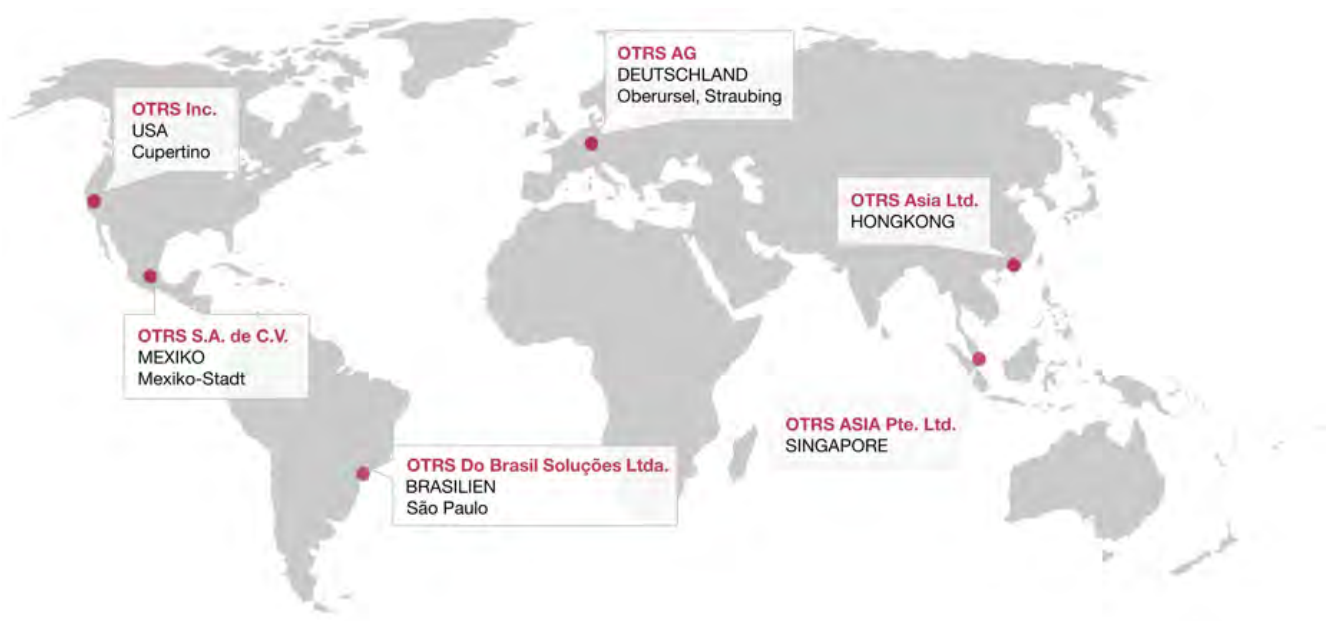 OTRS AG
DEUTSCHLAND
Oberursel, Straubing
OTRS Inc.
USA
Cupertino
OTRS Asia Ltd.
HONGKONG
OTRS S.A. de C.V.
MEXIKO
Mexiko-Stadt
OTRS ASIA Pte. Ltd.
SINGAPORE
OTRS Do Brasil Soluções Ltda.
BRASILIEN
São Paulo